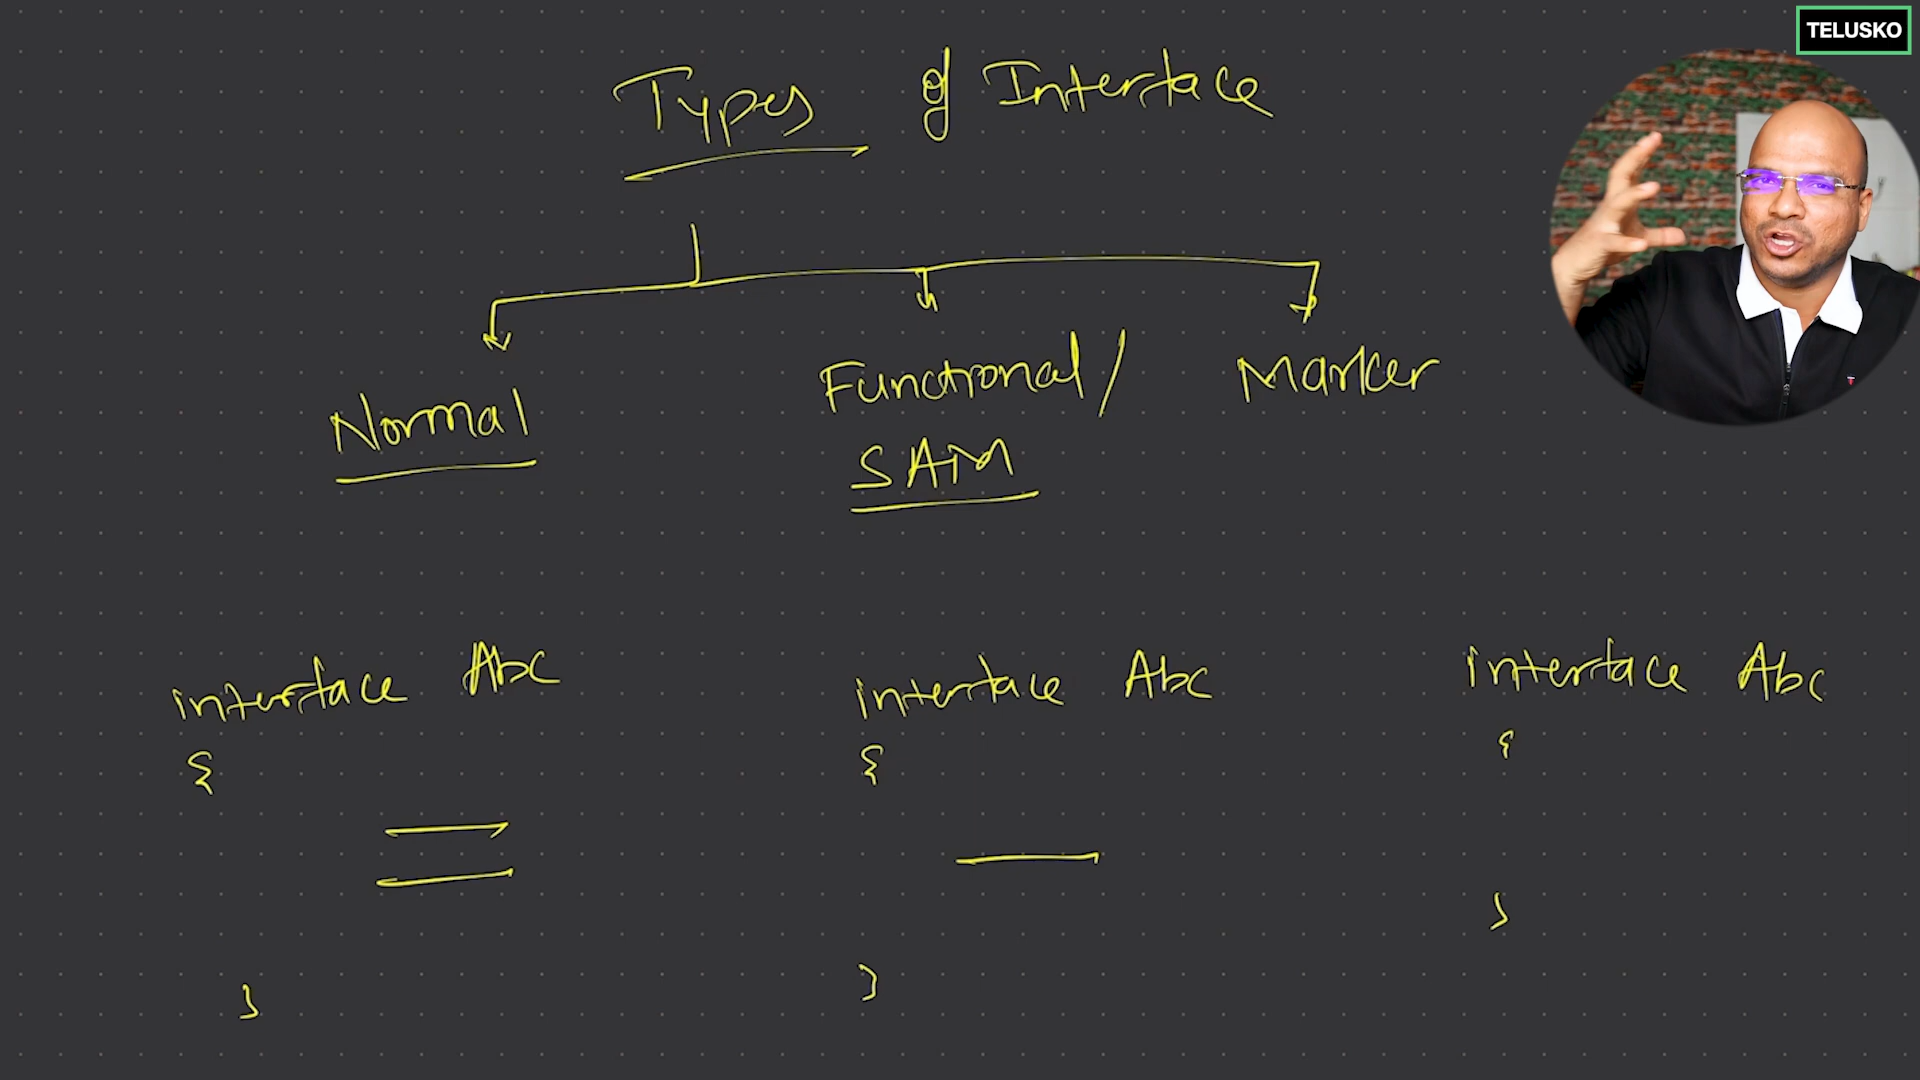 TELUSKO
Types of Interface
Normal
Functional/
SAM
Marker
interface Abc
{
}
interface Abc
{
}
interface Abc
{
}